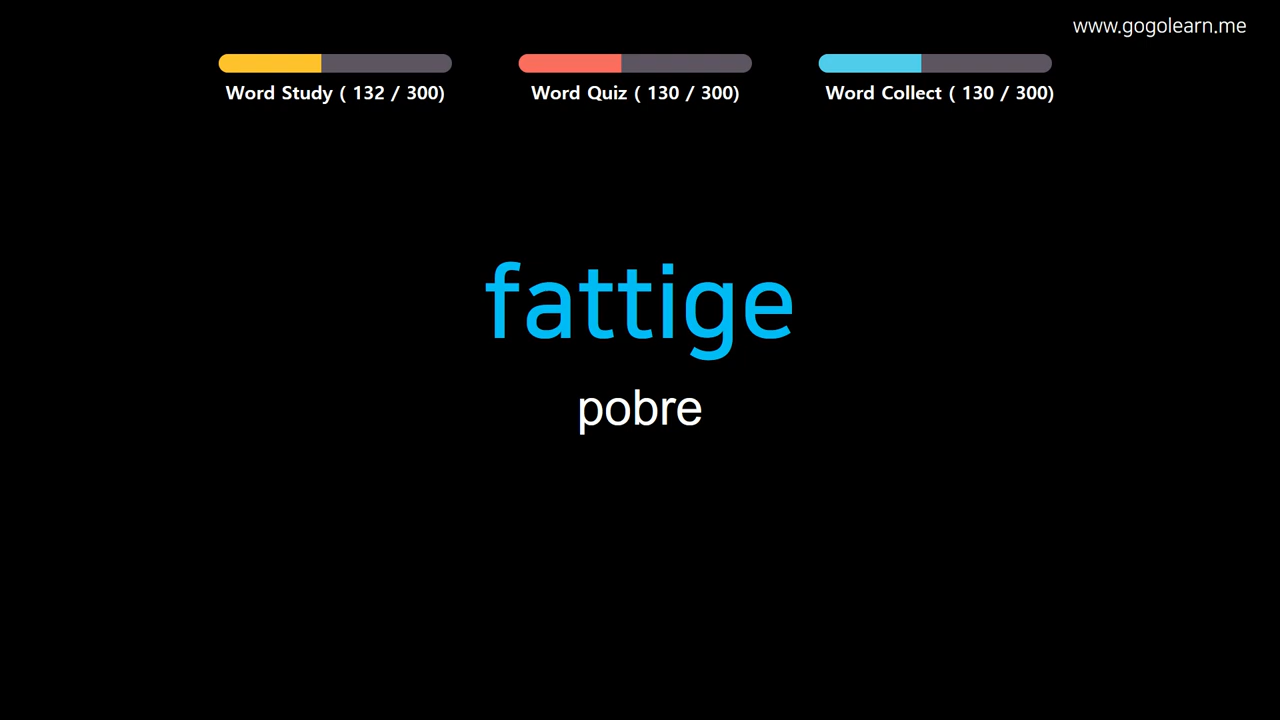 www.gogolearn.me
Word Study ( 132 / 300)
Word Quiz ( 130 / 300)
Word Collect ( 130 / 300)
fattige
pobre